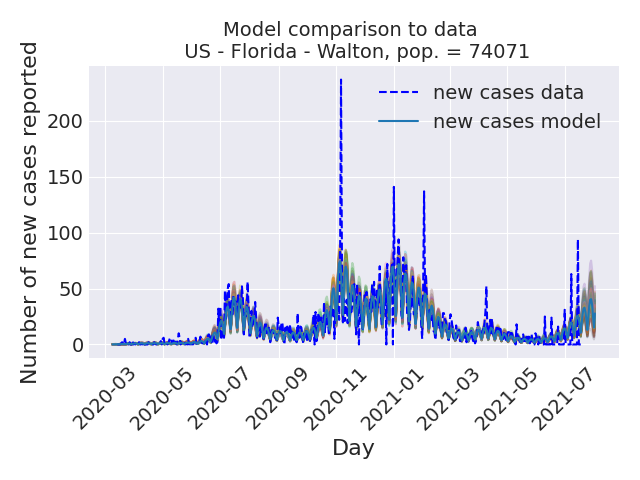 Model comparison to data
US - Florida - Walton, pop. = 74071
Number of new cases reported
200
150
100
50
0
new cases data
new cases model
2020-03
2020-05
2020-07
2020-09
2020-11
2021-01
2021-03
2021-05
2021-07
Day